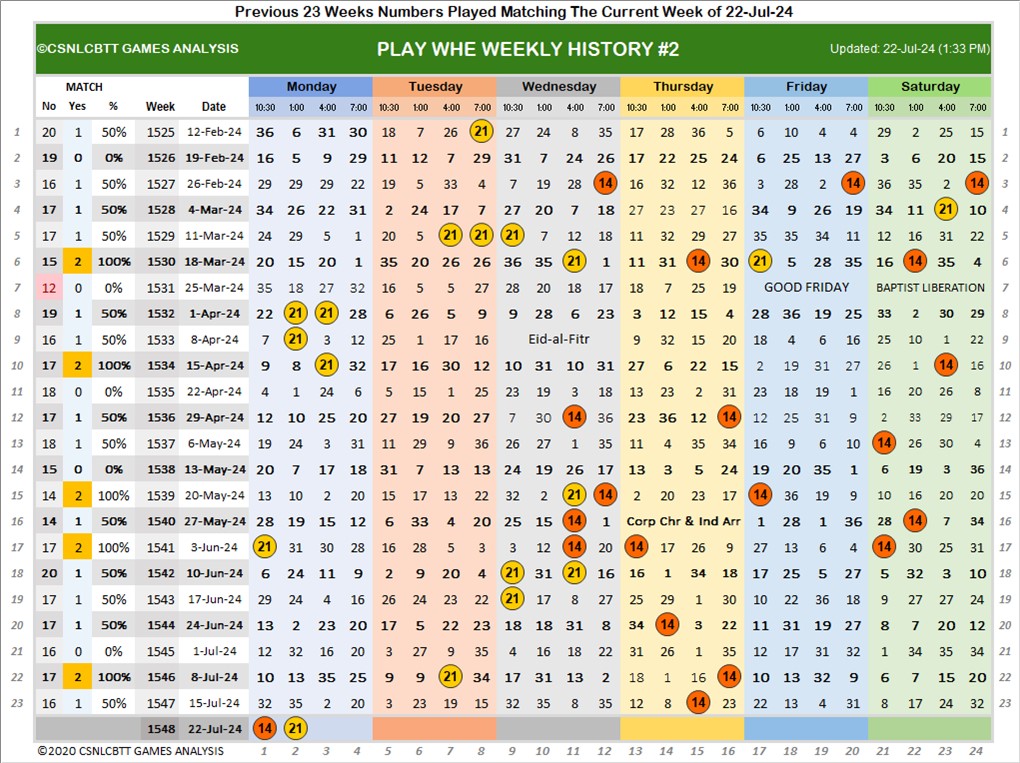 Previous 23 Weeks Numbers Played Matching The Current Week of 22-Jul-24
©CSNLCBTT GAMES ANALYSIS PLAY WHE WEEKLY HISTORY #2 Updated: 22-Jul-24 (1:33 PM)
MATCH Monday Tuesday Wednesday Thursday Friday Saturday
No Yes % Week Date 10:30 1:00 4:00 7:00 10:30 1:00 4:00 7:00 10:30 1:00 4:00 7:00 10:30 1:00 4:00 7:00 10:30 1:00 4:00 7:00 10:30 1:00 4:00 7:00
1 20 1 50% 1525 12-Feb-24 36 6 31 30 18 7 26 21 27 24 8 35 17 28 36 5 6 10 4 4 29 2 25 15 1
2 19 0 0% 1526 19-Feb-24 16 5 9 29 11 12 7 29 31 7 24 26 17 22 25 24 6 25 13 27 3 6 20 15 2
3 16 1 50% 1527 26-Feb-24 29 29 29 22 19 5 33 4 7 19 28 14 16 32 12 36 3 28 2 14 36 35 2 14 3
4 17 1 50% 1528 4-Mar-24 34 26 22 31 2 24 17 7 27 20 7 18 27 23 27 16 34 9 26 19 34 11 21 10 4
5 17 1 50% 1529 11-Mar-24 24 29 5 1 20 5 21 21 21 7 12 18 11 32 29 27 35 35 34 11 12 16 31 22 5
6 15 2 100% 1530 18-Mar-24 20 15 20 1 35 20 26 26 36 35 21 1 11 31 14 30 21 5 28 35 16 14 35 4 6
7 12 0 0% 1531 25-Mar-24 35 18 27 32 16 5 5 27 28 20 18 17 18 7 25 19 GOOD FRIDAY BAPTIST LIBERATION 7
8 19 1 50% 1532 1-Apr-24 22 21 21 28 6 26 5 9 9 28 6 23 3 12 15 4 28 36 19 25 33 2 30 29 8
9 16 1 50% 1533 8-Apr-24 7 21 3 12 25 1 17 16 Eid-al-Fitr 9 32 15 20 18 4 6 16 25 10 1 22 9
10 17 2 100% 1534 15-Apr-24 9 8 21 32 17 16 30 12 10 31 10 31 27 6 22 15 2 19 31 27 26 1 14 16 10
11 18 0 0% 1535 22-Apr-24 4 1 24 6 5 15 1 25 12 23 19 18 13 23 2 31 23 18 19 1 16 20 26 8 11
12 17 1 50% 1536 29-Apr-24 12 10 25 20 27 19 20 27 7 30 14 36 23 36 12 14 12 25 31 9 2 33 29 17 12
13 18 1 50% 1537 6-May-24 19 24 3 31 11 29 9 36 26 27 1 35 11 4 35 34 16 9 6 10 14 26 30 4 13
14 15 0 0% 1538 13-May-24 20 7 17 18 31 7 13 13 24 19 26 17 13 3 5 24 19 20 35 1 6 19 3 36 14
15 14 2 100% 1539 20-May-24 13 10 2 20 15 17 13 22 32 2 21 14 2 20 23 17 14 36 19 9 10 16 20 20 15
16 14 1 50% 1540 27-May-24 28 19 15 12 6 33 4 20 25 15 14 1 Corp Chr & Ind Arr 1 28 1 36 28 14 7 34 16
17 17 2 100% 1541 3-Jun-24 21 31 30 28 16 28 5 3 3 12 14 20 14 17 26 9 27 13 6 4 14 30 25 31 17
18 20 1 50% 1542 10-Jun-24 6 24 11 9 2 9 20 4 21 31 21 16 16 1 34 18 17 25 5 27 5 32 3 10 18
19 17 1 50% 1543 17-Jun-24 29 24 4 16 26 24 23 22 21 17 8 27 25 29 1 30 10 22 36 18 9 27 27 24 19
20 17 1 50% 1544 24-Jun-24 13 2 23 20 17 5 22 23 18 18 31 8 34 14 3 22 11 31 19 27 8 7 20 12 20
21 16 0 0% 1545 1-Jul-24 12 32 16 20 3 27 9 35 4 16 18 22 31 26 1 35 12 17 31 32 1 34 35 34 21
22 17 2 100% 1546 8-Jul-24 10 13 35 25 9 9 21 34 17 31 13 2 18 1 16 14 10 13 32 9 6 7 15 20 22
23 16 1 50% 1547 15-Jul-24 32 35 2 20 3 23 19 15 32 35 8 35 12 8 14 23 22 13 4 31 8 17 24 32 23
1548 22-Jul-24 14 21
©2020 CSNLCBTT GAMES ANALYSIS 1 2 3 4 5 6 7 8 9 10 11 12 13 14 15 16 17 18 19 20 21 22 23 24